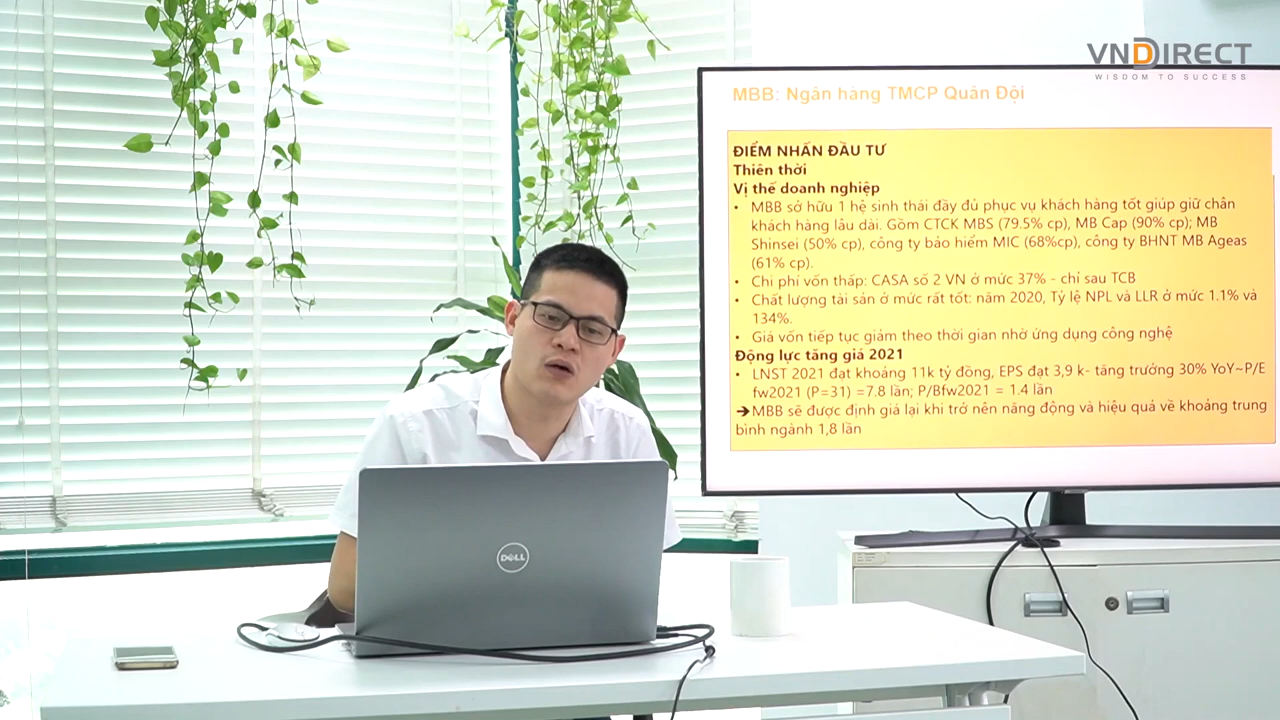 VNDIRECT
WISDOM TO SUCCESS
MBB: Ngân hàng TMCP Quân Đội
ĐIỂM NHẤN ĐẦU TƯ
Thiên thời
Vị thế doanh nghiệp
• MBB sở hữu 1 hệ sinh thái đầy đủ phục vụ khách hàng tốt giúp giữ chân
khách hàng lâu dài. Gồm CTCK MBS (79.5% cp), MB Cap (90% cp); MB
Shinsei (50% cp), công ty bảo hiểm MIC (68%cp), công ty BHNT MB Ageas
(61% cp).
• Chi phí vốn thấp: CASA số 2 VN ở mức 37% - chỉ sau TCB
• Chất lượng tài sản ở mức rất tốt: năm 2020, Tỷ lệ NPL và LLR ở mức 1.1% và
134%.
• Giá vốn tiếp tục giảm theo thời gian nhờ ứng dụng công nghệ
Động lực tăng giá 2021
• LNST 2021 đạt khoảng 11k tỷ đồng, EPS đạt 3,9 k- tăng trưởng 30% YoY~P/E
fw2021 (P=31) =7.8 lần; P/Bfw2021 = 1.4 lần
➔MBB sẽ được định giá lại khi trở nên năng động và hiệu quả về khoảng trung
bình ngành 1,8 lần
DELL